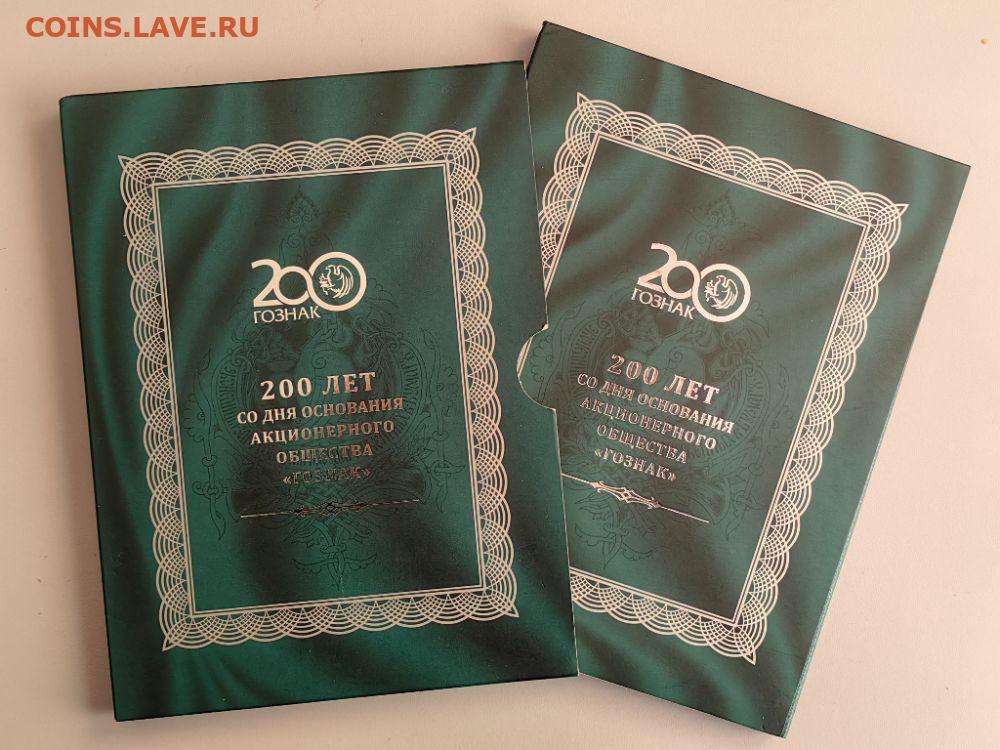 COINS.LAVE.RU
200
ГОЗНАК
200 ЛЕТ
СО ДНЯ ОСНОВАНИЯ
АКЦИОНЕРНОГО
ОБЩЕСТВА
«ГОЗНАК»
200
ГОЗНАК
200 ЛЕТ
СО ДНЯ ОСНОВАНИЯ
АКЦИОНЕРНОГО
ОБЩЕСТВА
«ГОЗНАК»